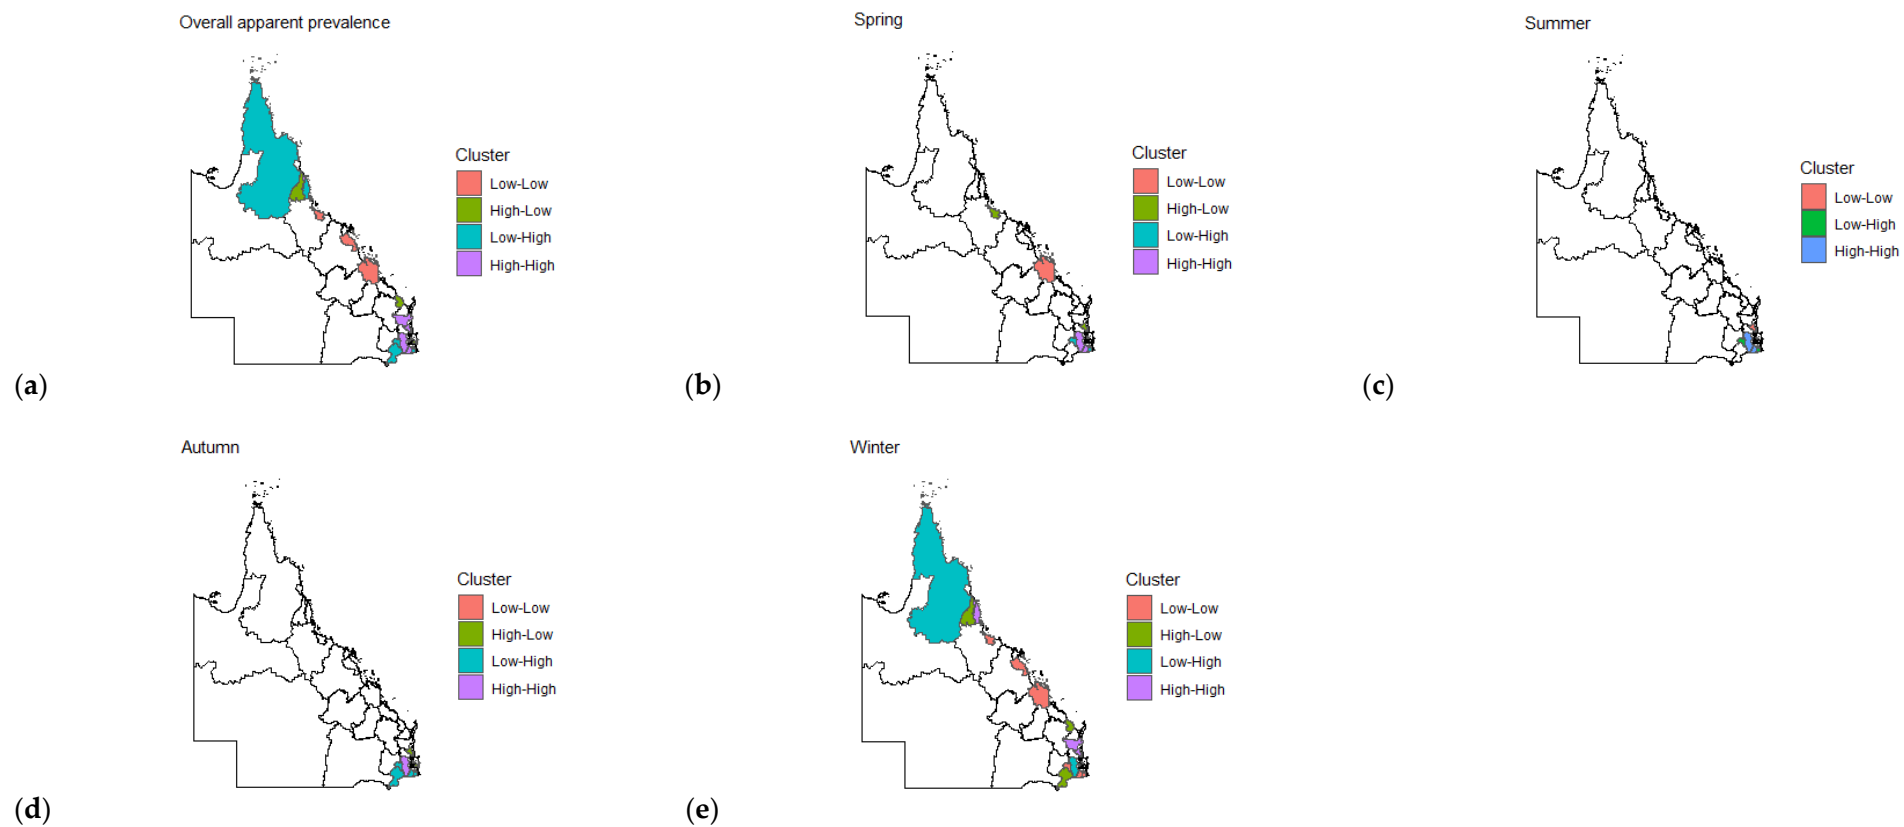 Overall apparent prevalence
Cluster
Low-Low
High-Low
Low-High
High-High
(a)
Spring
Cluster
Low-Low
High-Low
Low-High
High-High
(b)
Summer
Cluster
Low-Low
Low-High
High-High
(c)
Autumn
Cluster
Low-Low
High-Low
Low-High
High-High
(d)
Winter
Cluster
Low-Low
High-Low
Low-High
High-High
(e)